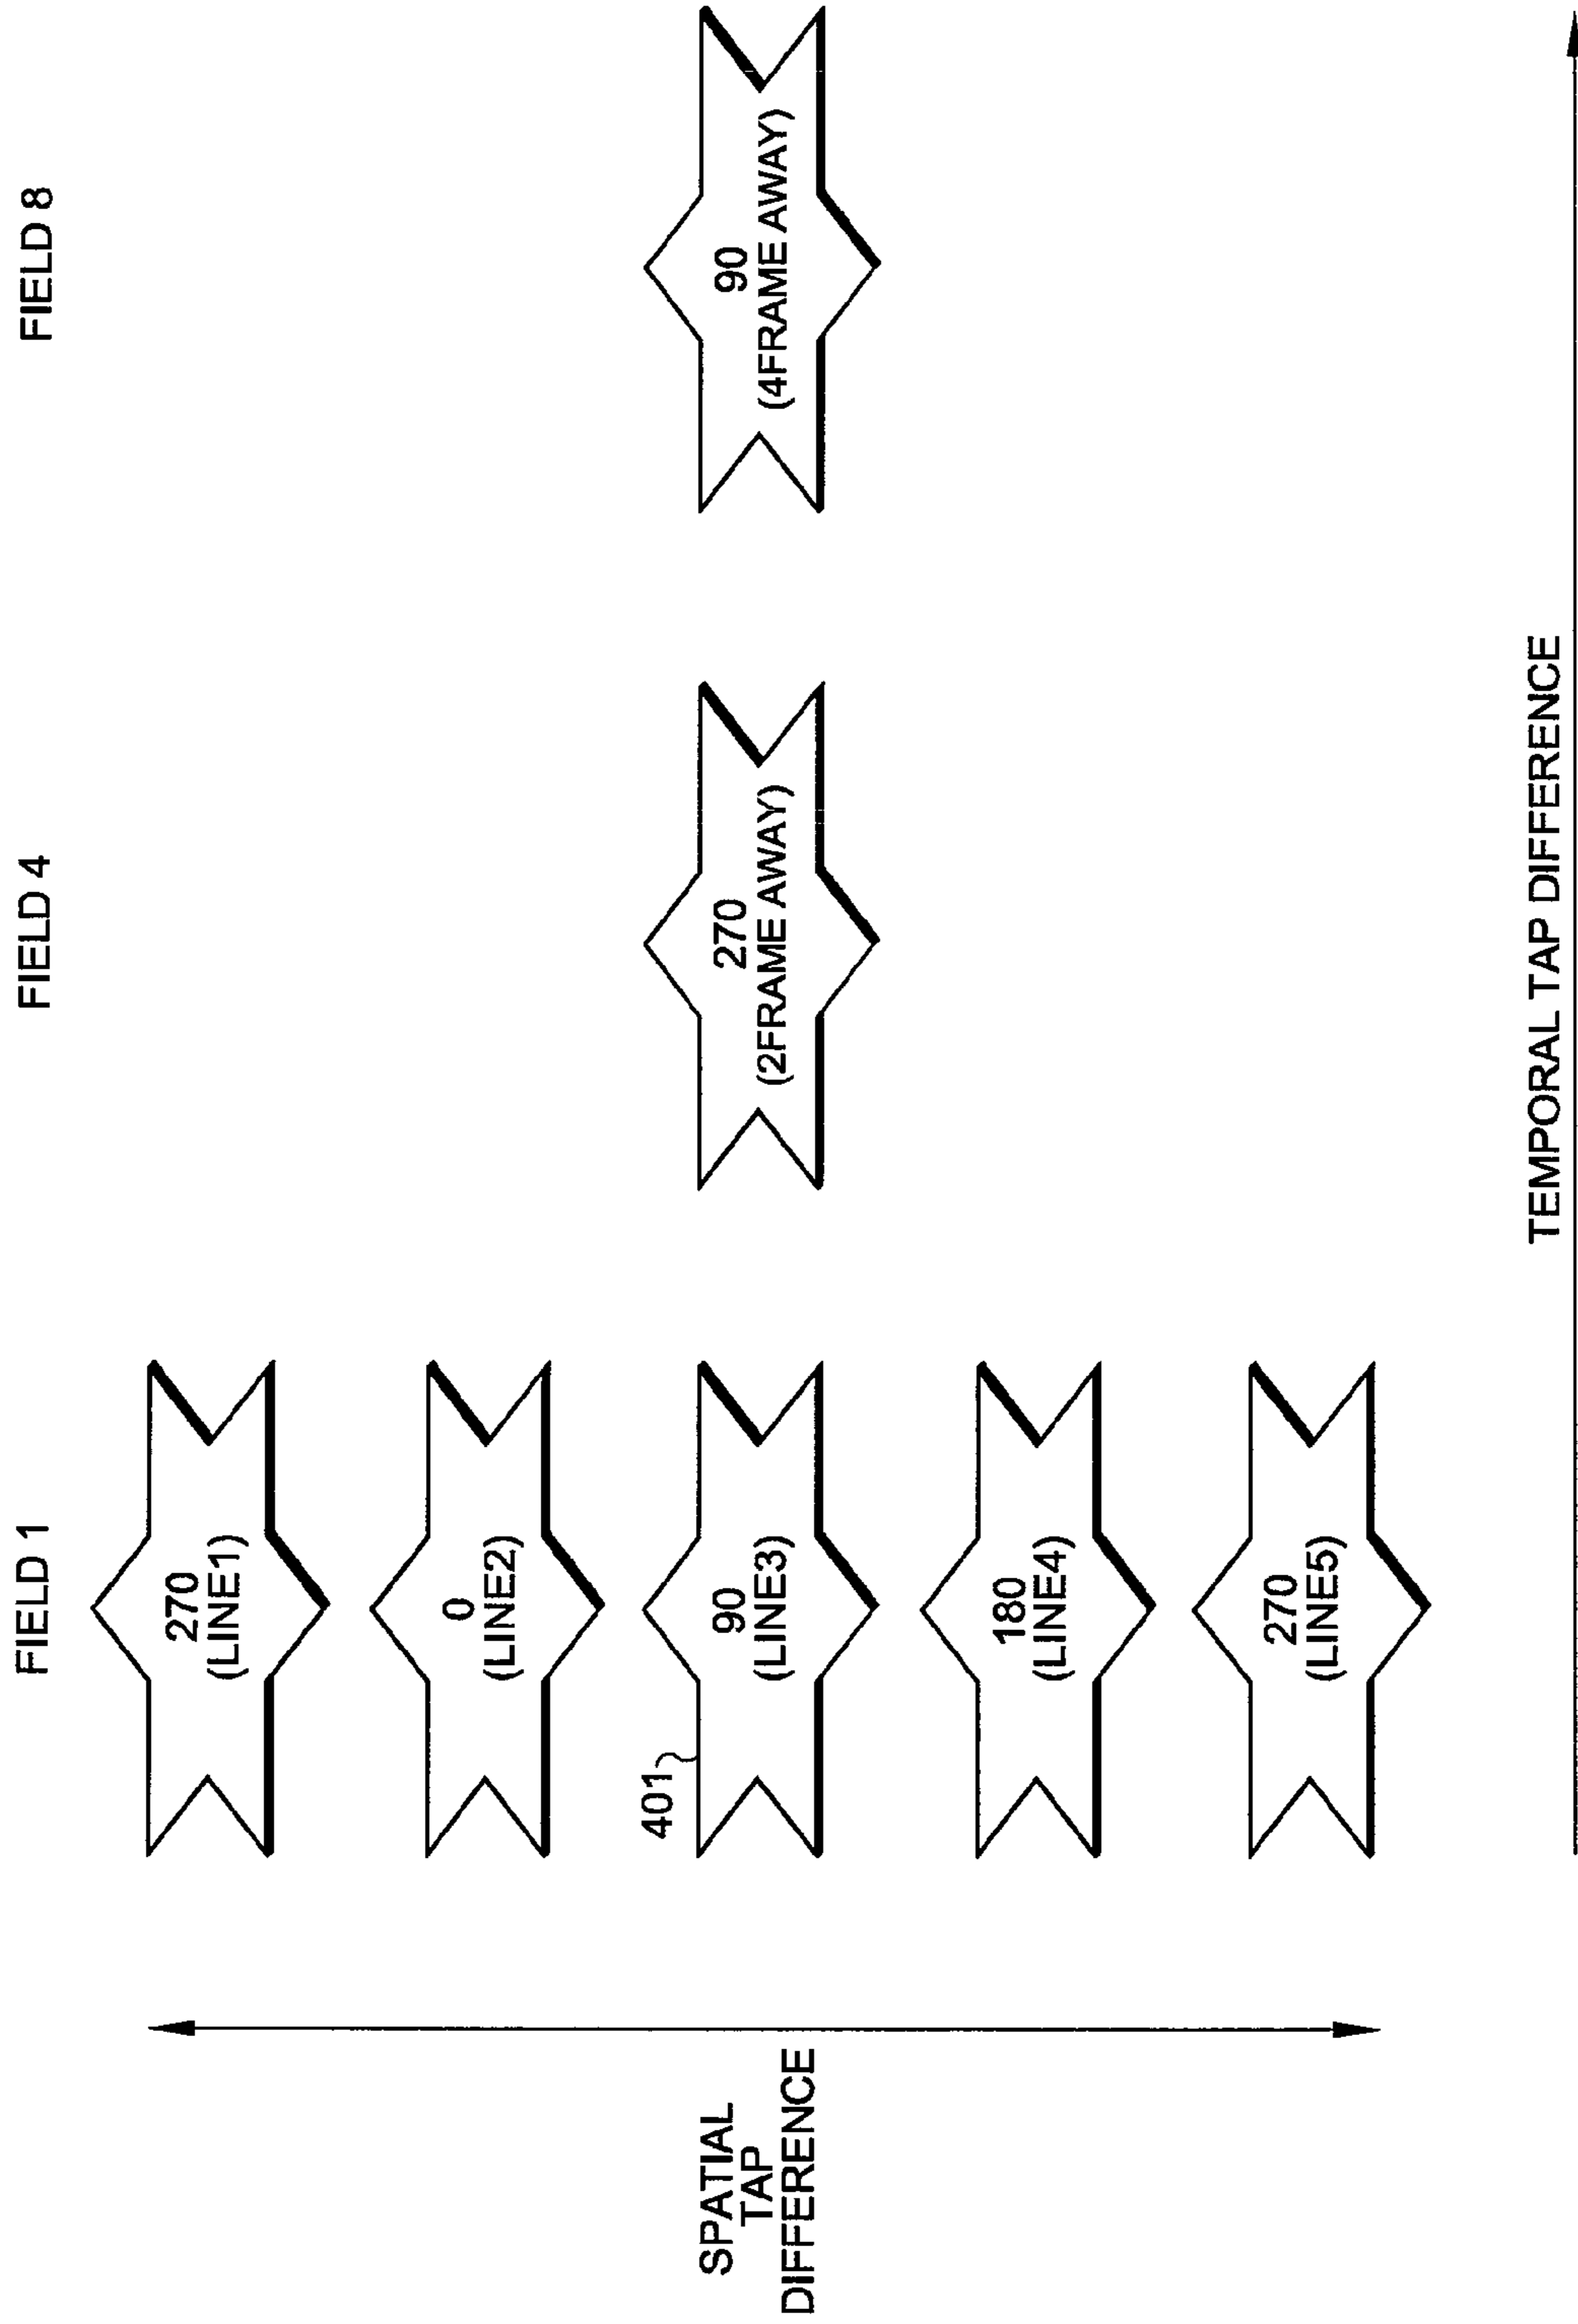 FIELD 1
FIELD 4
FIELD 8
270
(LINE1)
0
(LINE2)
401
90
(LINE3)
270
(2FRAME AWAY)
90
(4FRAME AWAY)
180
(LINE4)
270
(LINE5)
SPATIAL
TAP
DIFFERENCE
TEMPORAL TAP DIFFERENCE